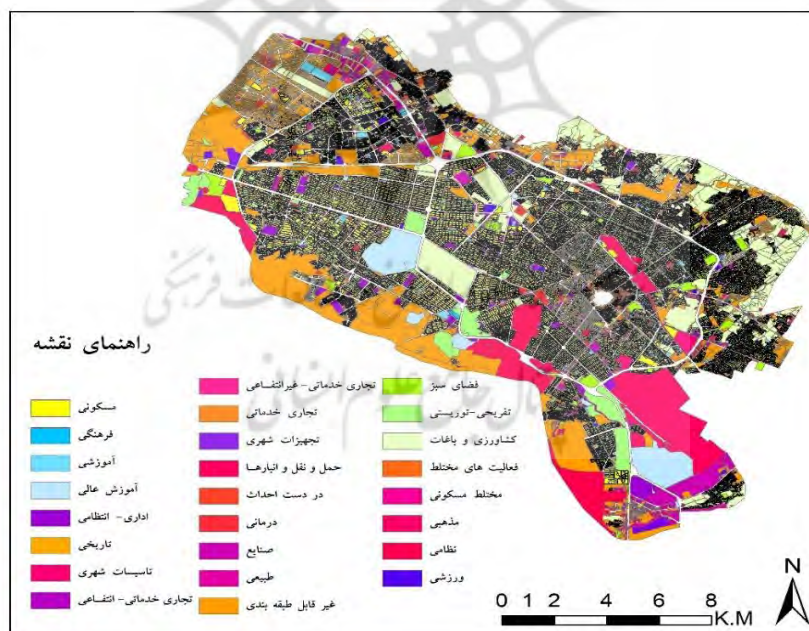 راهنمای نقشه
مسکونی
فرهنگی
آموزشی
آموزش عالی
اداری- انتظامی
تاریخی
تاسیسات شهری
تجاری خدماتی- انتفاعی
تجاری خدماتی-غیرانتفاعی
تجاری خدماتی
تجهیزات شهری
حمل و نقل و انبارها
در دست احداث
درمانی
صنایع
طبیعی
غیر قابل طبقه بندی
فضای سبز
تفریحی-توریستی
کشاورزی و باغات
فعالیت های مختلط
مختلط مسکونی
مذهبی
نظامی
ورزشی
N
0 1 2 4 6 8
K.M